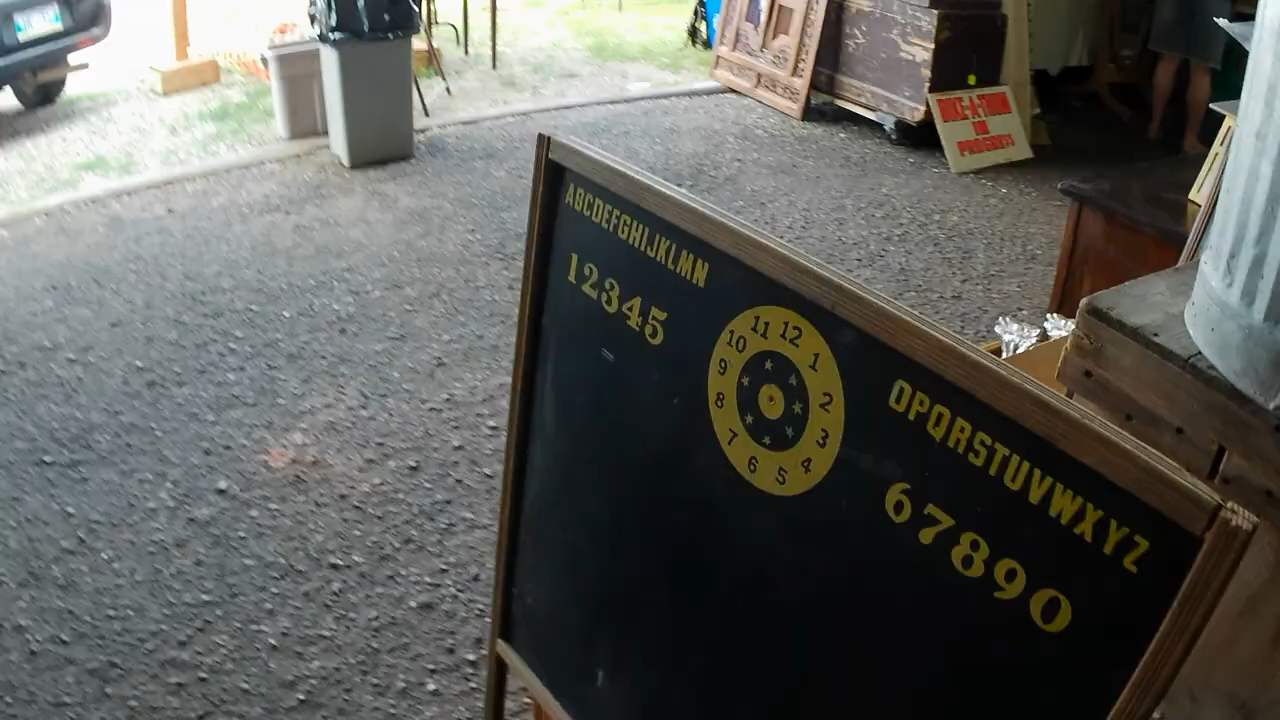 BIKE-A-THON
IN
PROGRESS
ABCDEFGHIJKLMN
12345
11 12
10 1
9 2
8 3
7 4
6 5
OPQRSTUVWXYZ
67890